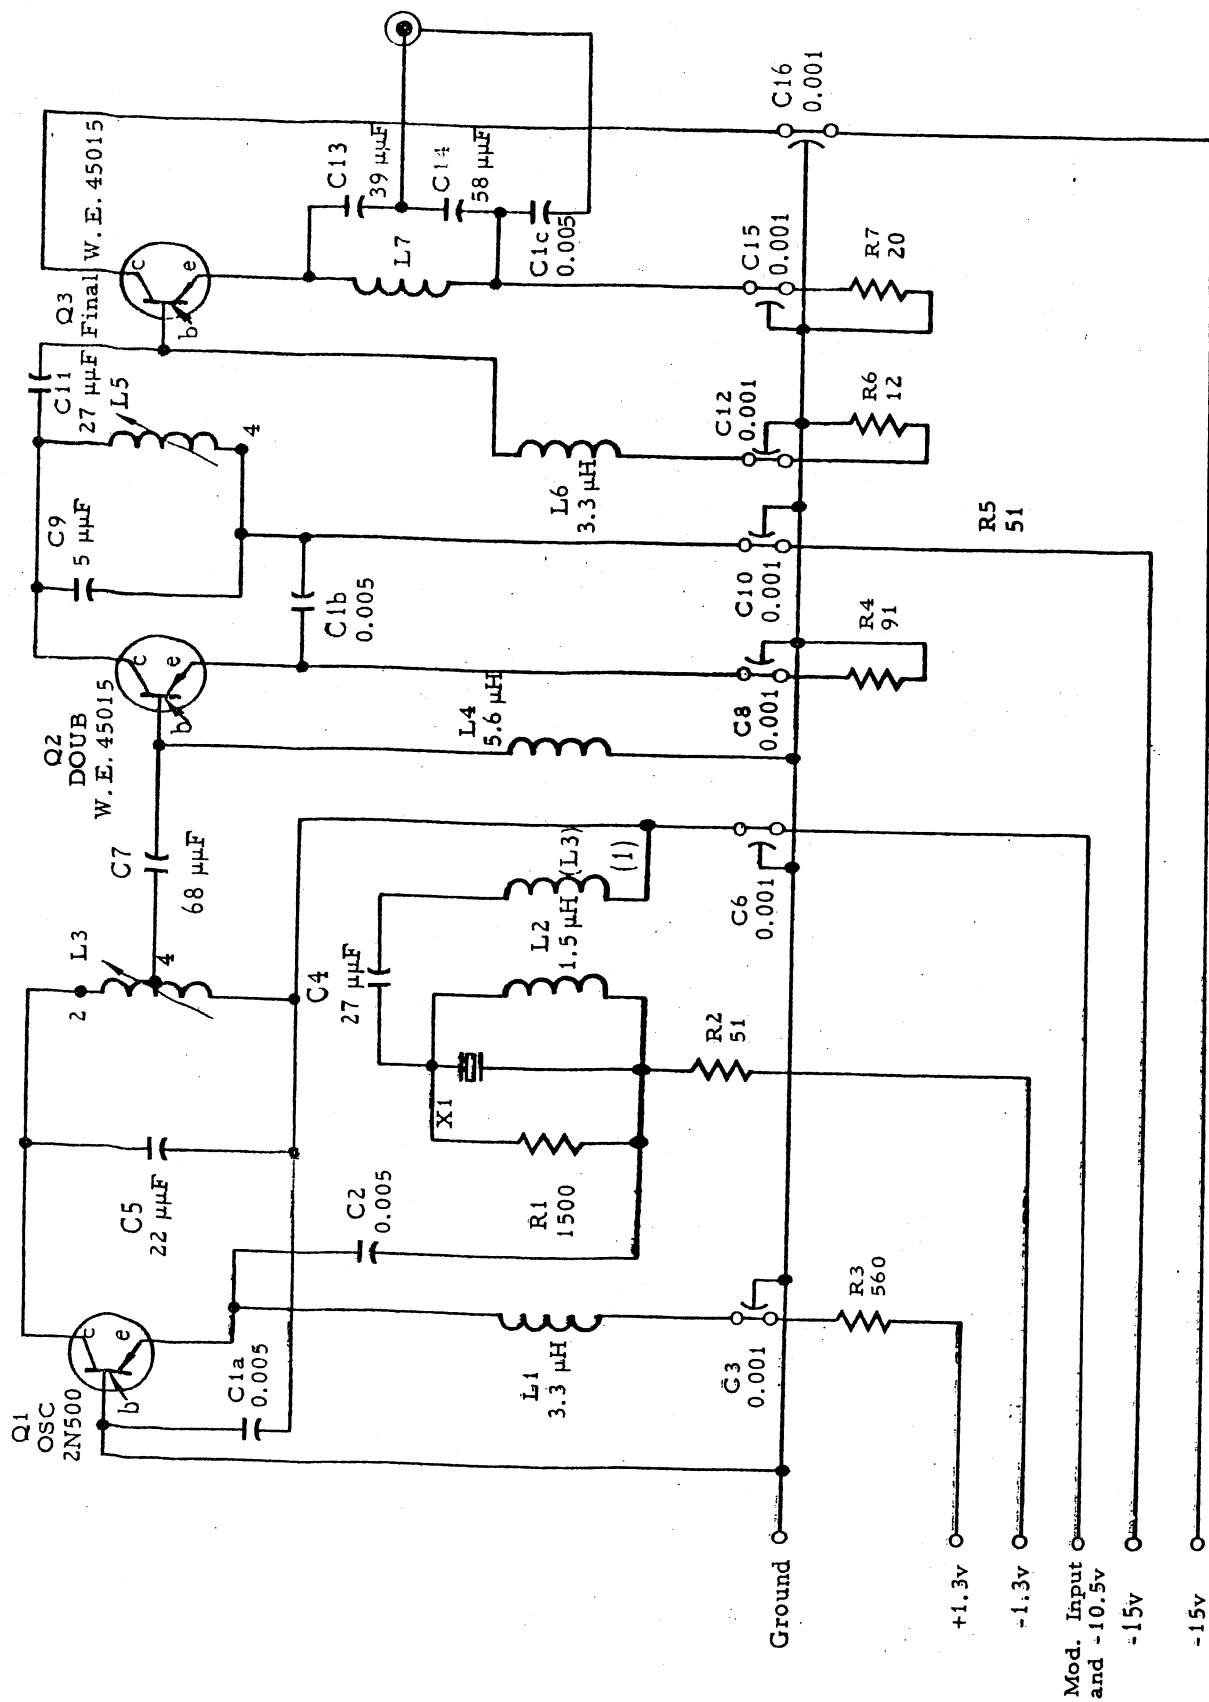 Q1
OSC
2N500
c
e
b
C1a
0.005
C5
22 μμF
2
L3
4
C7
68 μμF
Q2
DOUB
W. E. 45015
c
e
b
C9
5 μμF
C11
27 μμF
L5
4
Q3
Final W. E. 45015
c
e
b
C13
39 μμF
C14
58 μμF
L7
C1c
0.005
C2
0.005
R1
1500
X1
C4
27 μμF
L2
1.5 μH
(L3)
(1)
L4
5.6 μH
C1b
0.005
L6
3.3 μH
L1
3.3 μH
C3
0.001
R3
560
R2
51
C6
0.001
C8
0.001
R4
91
C10
0.001
R5
51
C12
0.001
R6
12
C15
0.001
R7
20
C16
0.001
Ground
+1.3v
-1.3v
Mod. Input
and -10.5v
-15v
-15v